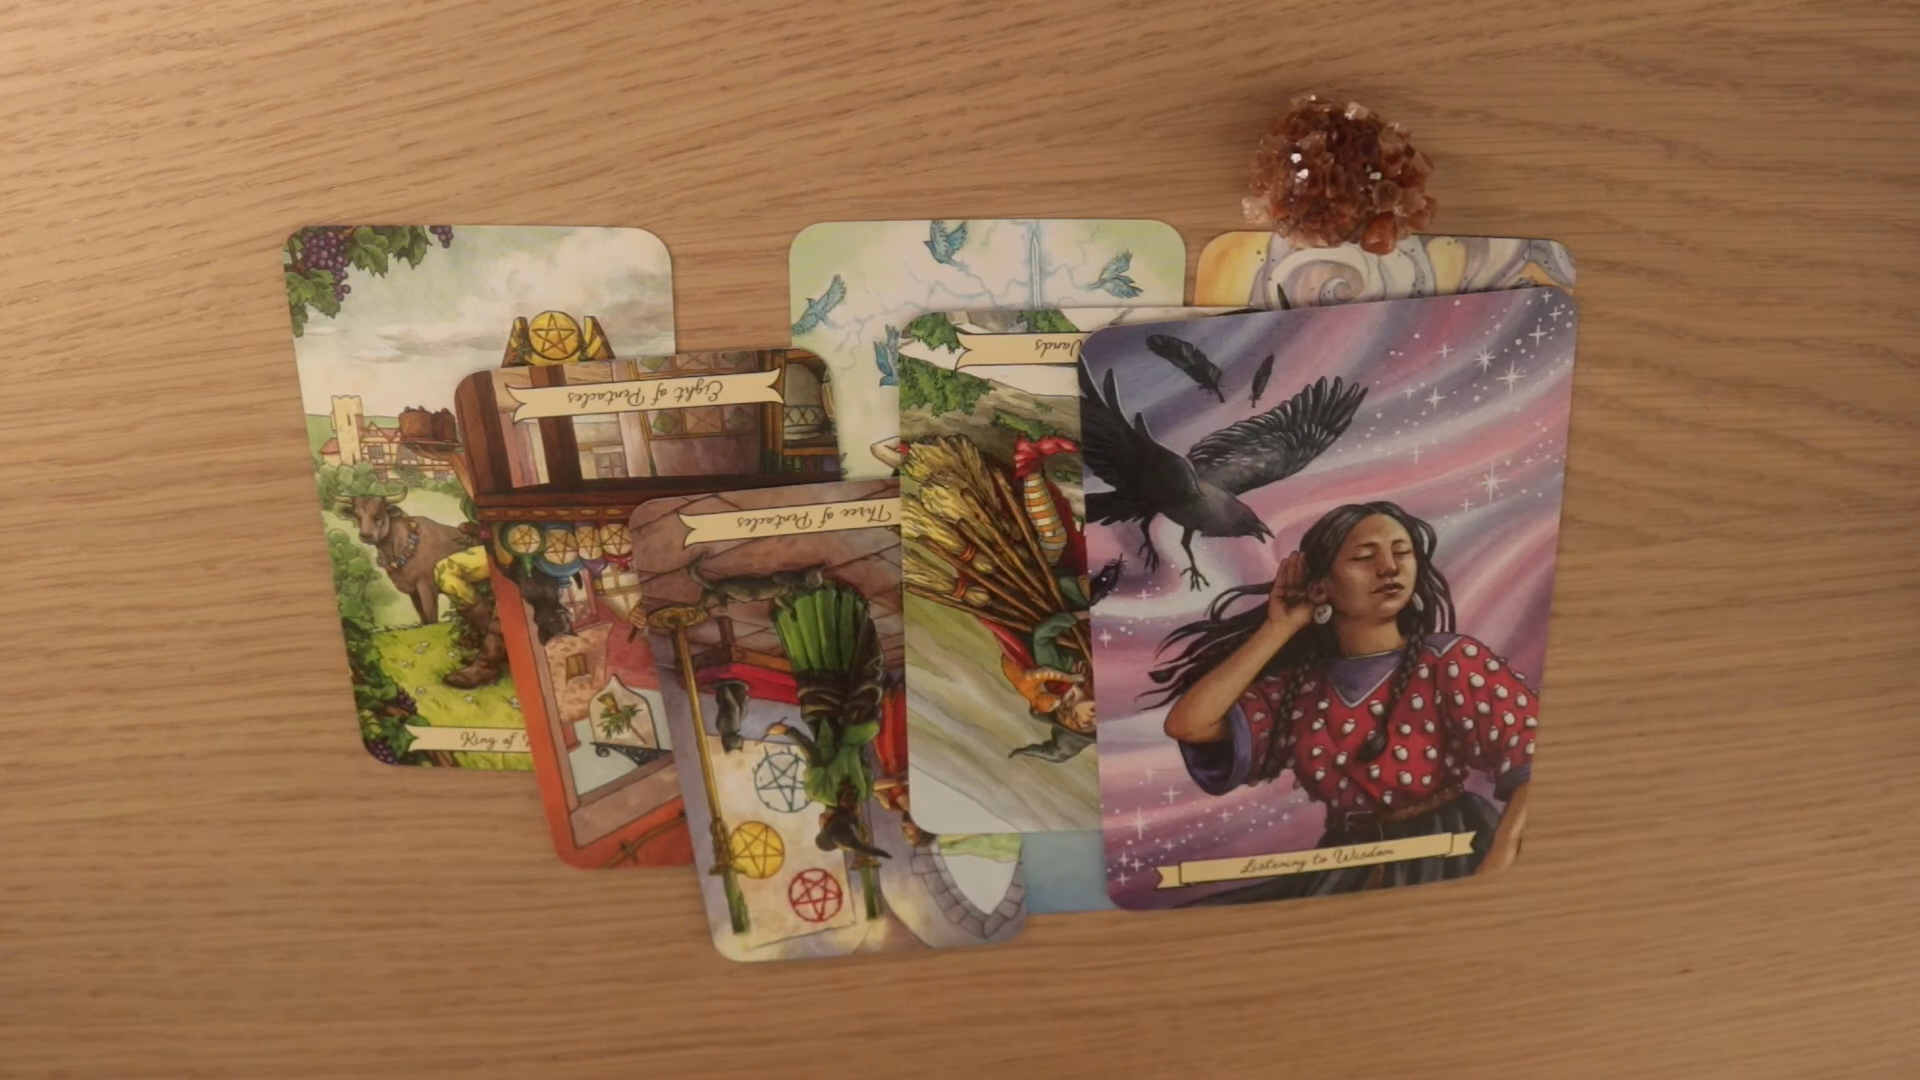 Eight of Pentacles
Wands
Three of Pentacles
King of
Listening to Wisdom